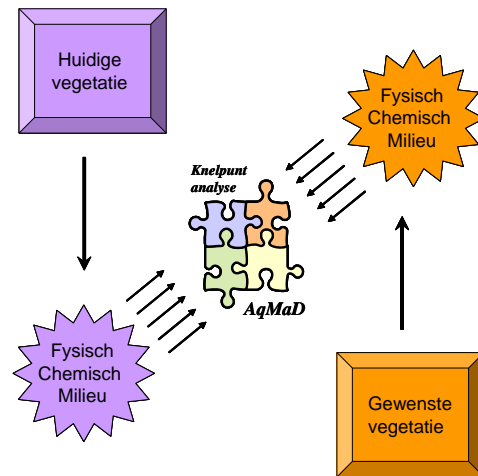 Huidige
vegetatie
Fysisch
Chemisch
Milieu
Knelpunt
analyse
AqMaD
Fysisch
Chemisch
Milieu
Gewenste
vegetatie